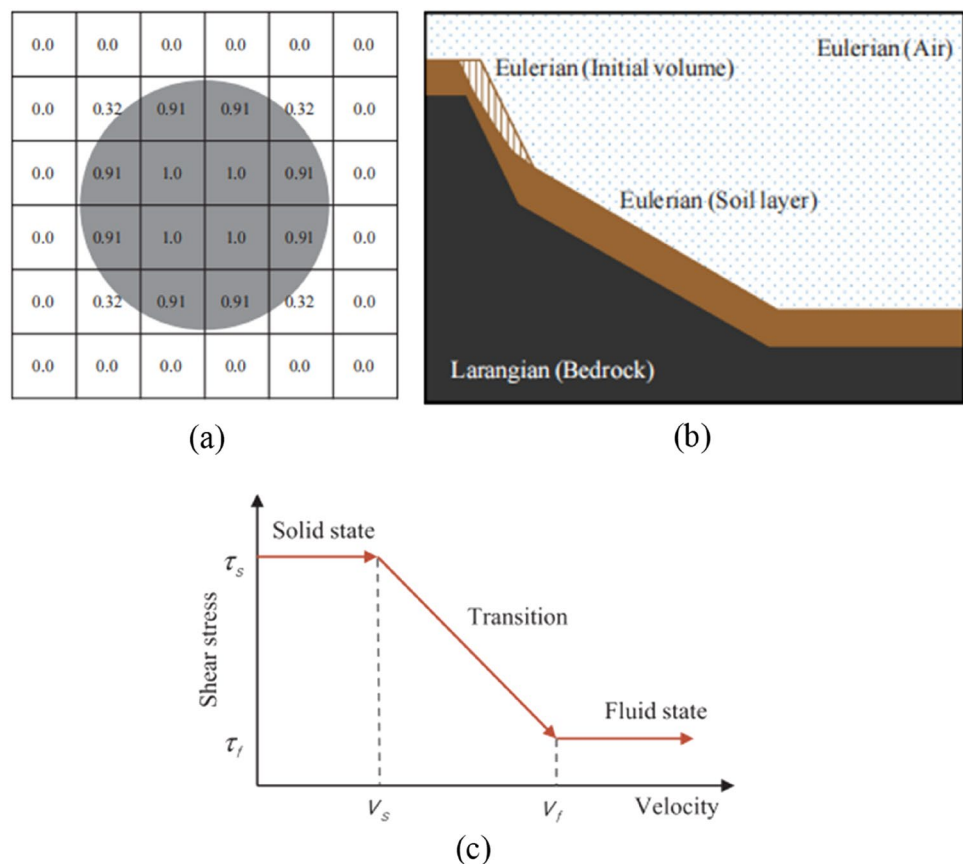 0.0 0.0 0.0 0.0 0.0 0.0
0.0 0.32 0.91 0.91 0.32 0.0
0.0 0.91 1.0 1.0 0.91 0.0
0.0 0.91 1.0 1.0 0.91 0.0
0.0 0.32 0.91 0.91 0.32 0.0
0.0 0.0 0.0 0.0 0.0 0.0
(a)
Eulerian (Air)
Eulerian (Initial volume)
Eulerian (Soil layer)
Larangian (Bedrock)
(b)
Solid state
τs
Transition
Shear stress
Fluid state
τf
Vs
Vf
Velocity
(c)